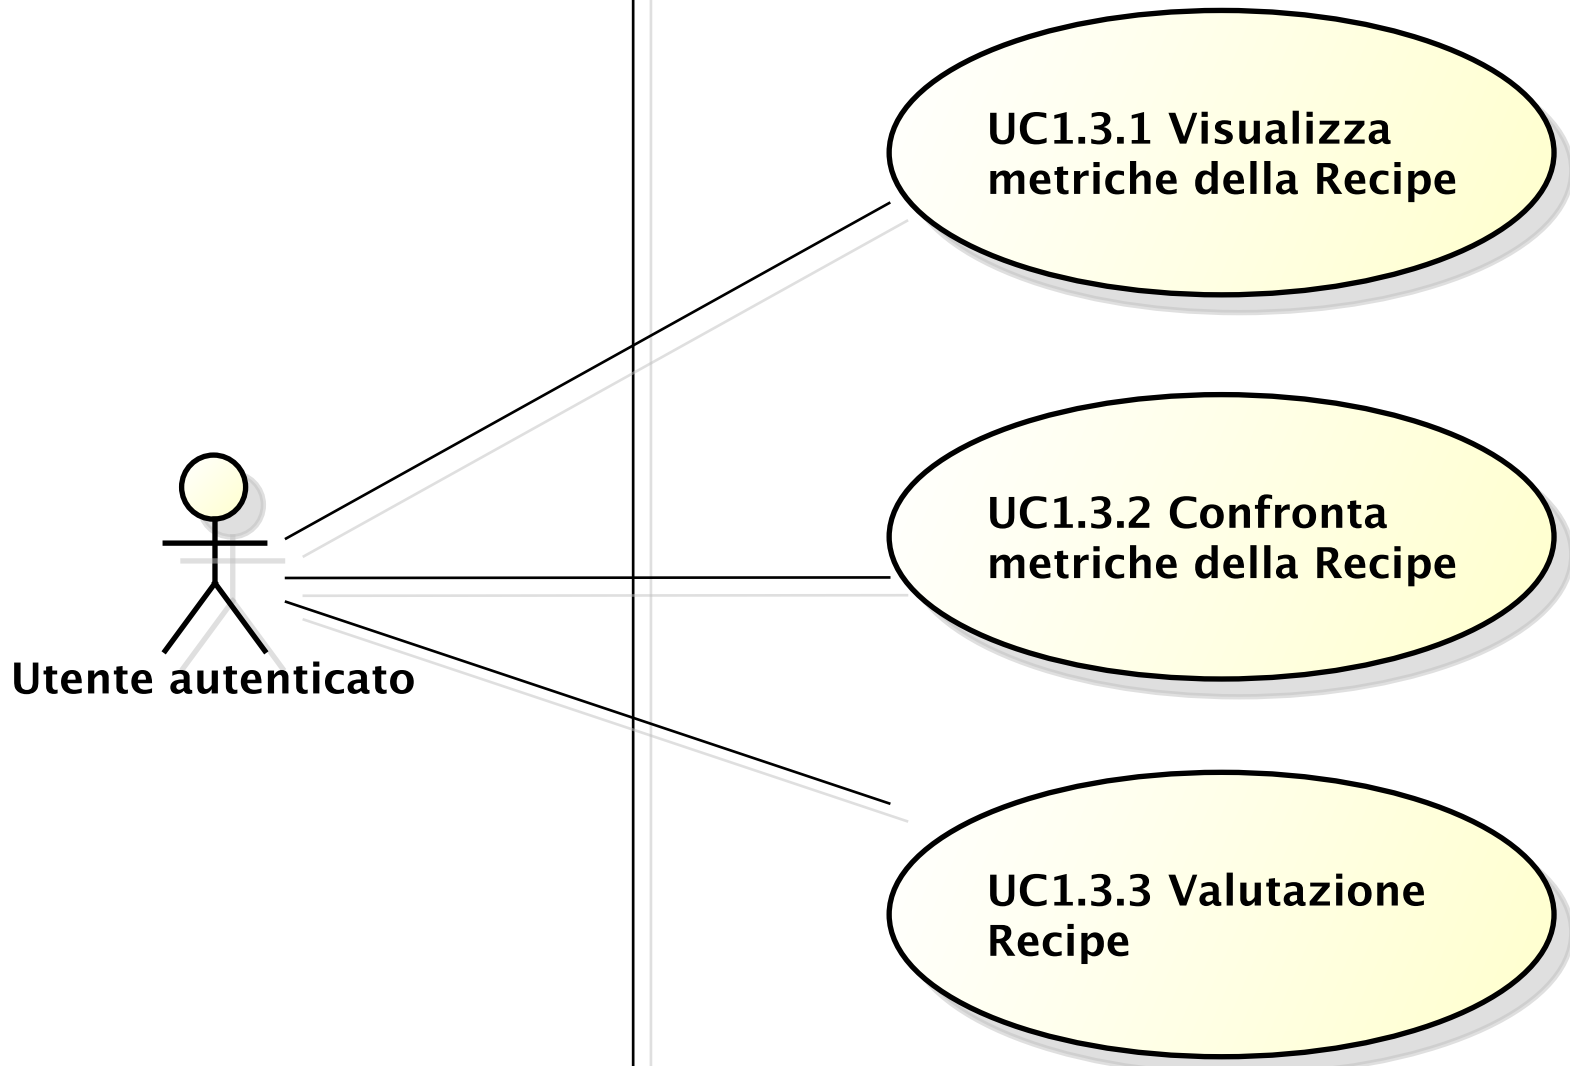 UC1.3.1 Visualizza
metriche della Recipe
UC1.3.2 Confronta
metriche della Recipe
Utente autenticato
UC1.3.3 Valutazione
Recipe